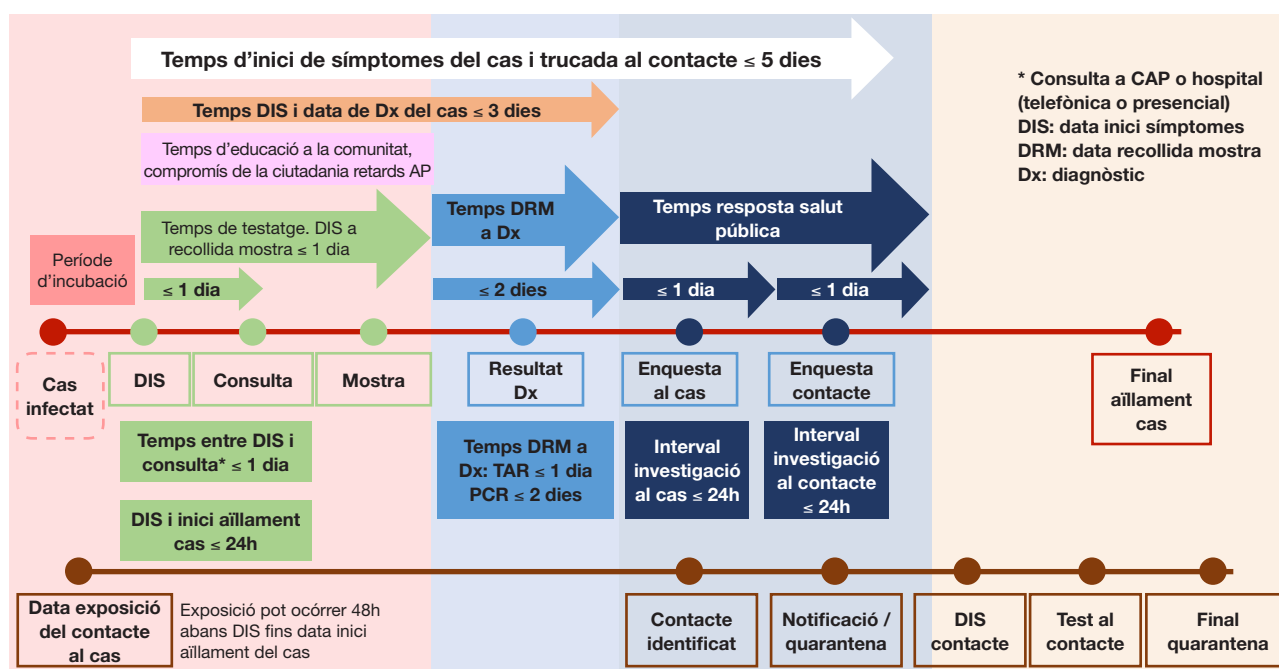 Temps d’inici de símptomes del cas i trucada al contacte ≤ 5 dies
* Consulta a CAP o hospital
(telefònica o presencial)
DIS: data inici símptomes
DRM: data recollida mostra
Dx: diagnòstic
Temps DIS i data de Dx del cas ≤ 3 dies
Temps d’educació a la comunitat,
compromís de la ciutadania retards AP
Temps de testatge. DIS a
recollida mostra ≤ 1 dia
Temps DRM
a Dx
Temps resposta salut
pública
Període
d’incubació
≤ 1 dia
≤ 2 dies
≤ 1 dia
≤ 1 dia
Cas
infectat
DIS
Consulta
Mostra
Resultat
Dx
Enquesta
al cas
Enquesta
contacte
Final
aïllament
cas
Temps entre DIS i
consulta* ≤ 1 dia
DIS i inici aïllament
cas ≤ 24h
Temps DRM a
Dx: TAR ≤ 1 dia
PCR ≤ 2 dies
Interval
investigació
al cas ≤ 24h
Interval
investigació
al contacte
≤ 24h
Data exposició
del contacte
al cas
Exposició pot ocórrer 48h
abans DIS fins data inici
aïllament del cas
Contacte
identificat
Notificació /
quarantena
DIS
contacte
Test al
contacte
Final
quarantena